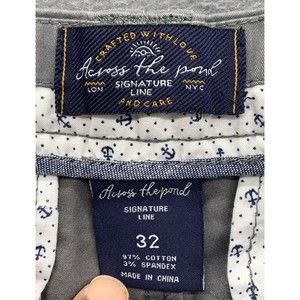 CRAFTED WITH LOVE
Across the pond
LON
SIGNATURE
LINE
NYC
AND CARE
Across the pond
SIGNATURE
LINE
32
97% COTTON
3% SPANDEX
MADE IN CHINA